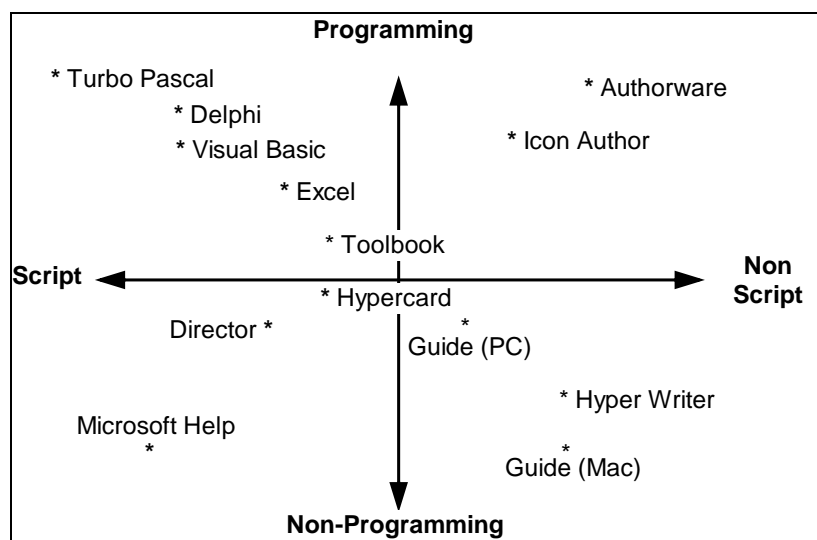 Programming
* Turbo Pascal
* Authorware
* Delphi
* Icon Author
* Visual Basic
* Excel
* Toolbook
Script
Non
Script
* Hypercard
Director *
*
Guide (PC)
* Hyper Writer
Microsoft Help
*
*
Guide (Mac)
Non-Programming